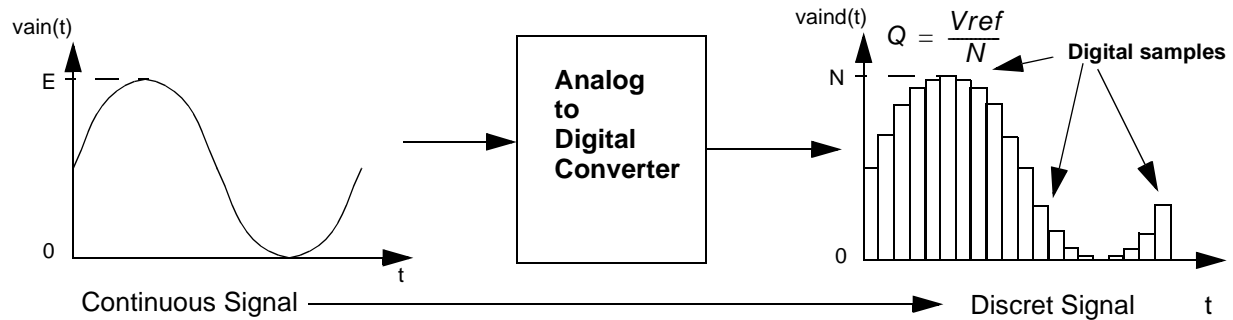 vain(t)
E
0
t
Continuous Signal
Analog
to
Digital
Converter
vaind(t)
Q = Vref
N
Digital samples
N
0
Discret Signal
t